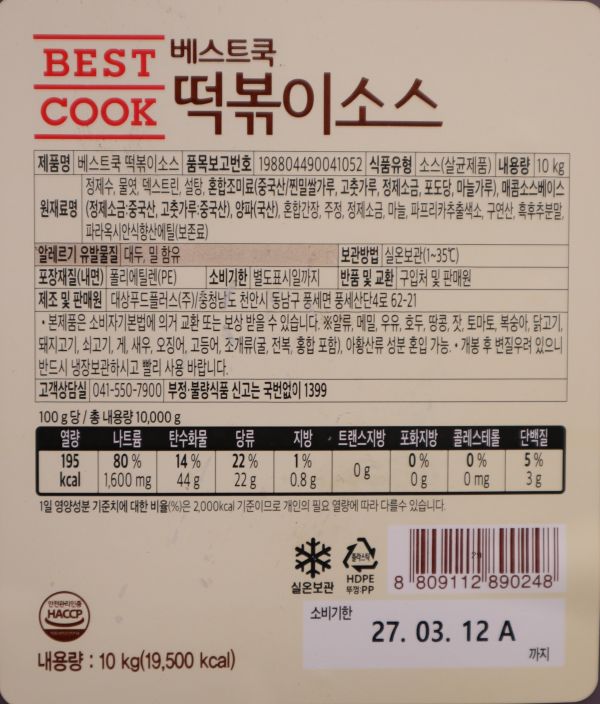 BEST
COOK
베스트쿡
떡볶이소스
제품명 베스트쿡 떡볶이소스 품목보고번호 198804490041052 식품유형 소스(살균제품) 내용량 10 kg
원재료명 정제수, 물엿, 덱스트린, 설탕, 혼합조미료(중국산/찐밀쌀가루, 고춧가루, 정제소금, 포도당, 마늘가루), 매콤소스베이스
(정제소금:중국산, 고춧가루:중국산), 양파(국산), 혼합간장, 주정, 정제소금, 마늘, 파프리카추출색소, 구연산, 흑후추분말,
파라옥시안식향산에틸(보존료)
알레르기 유발물질 대두, 밀 함유 보관방법 실온보관(1~35℃)
포장재질(내면) 폴리에틸렌(PE) 소비기한 별도표시일까지 반품 및 교환 구입처 및 판매원
제조 및 판매원 대상푸드플러스(주)/충청남도 천안시 동남구 풍세면 풍세산단4로 62-21
• 본제품은 소비자기본법에 의거 교환 또는 보상 받을 수 있습니다. ※알류, 메밀, 우유, 호두, 땅콩, 잣, 토마토, 복숭아, 닭고기,
돼지고기, 쇠고기, 게, 새우, 오징어, 고등어, 조개류(굴, 전복, 홍합 포함), 아황산류 성분 혼입 가능. • 개봉 후 변질우려 있으니
반드시 냉장보관하시고 빨리 사용 바랍니다.
고객상담실 041-550-7900 부정·불량식품 신고는 국번없이 1399
100 g 당 / 총 내용량 10,000 g
열량 나트륨 탄수화물 당류 지방 트랜스지방 포화지방 콜레스테롤 단백질
195 80 % 14 % 22 % 1 % 0 g 0 % 0 % 5 %
kcal 1,600 mg 44 g 22 g 0.8 g 0 g 0 mg 3 g
1일 영양성분 기준치에 대한 비율(%)은 2,000kcal 기준이므로 개인의 필요 열량에 따라 다를수 있습니다.
실온보관
플라스틱
HDPE
뚜껑:PP
29
8 809112 890248
안전관리인증
HACCP
소비기한
27. 03. 12 A
까지
내용량 : 10 kg(19,500 kcal)